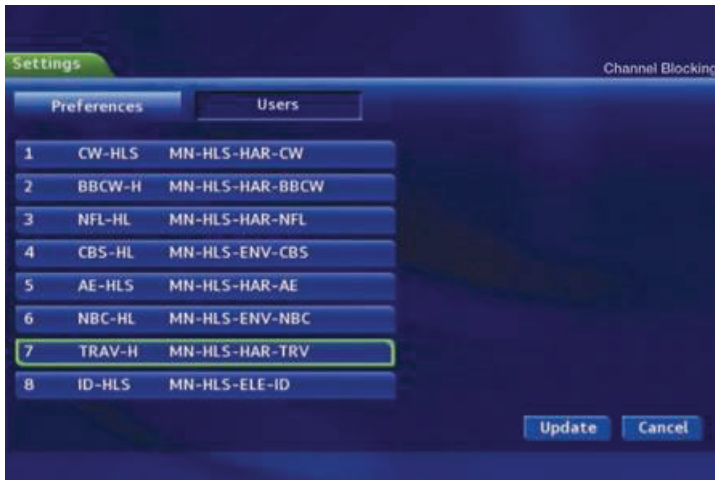 Settings
Channel Blocking
Preferences Users
1 CW-HLS MN-HLS-HAR-CW
2 BBCW-H MN-HLS-HAR-BBCW
3 NFL-HL MN-HLS-HAR-NFL
4 CBS-HL MN-HLS-ENV-CBS
5 AE-HLS MN-HLS-HAR-AE
6 NBC-HL MN-HLS-ENV-NBC
7 TRAV-H MN-HLS-HAR-TRV
8 ID-HLS MN-HLS-ELE-ID
Update Cancel